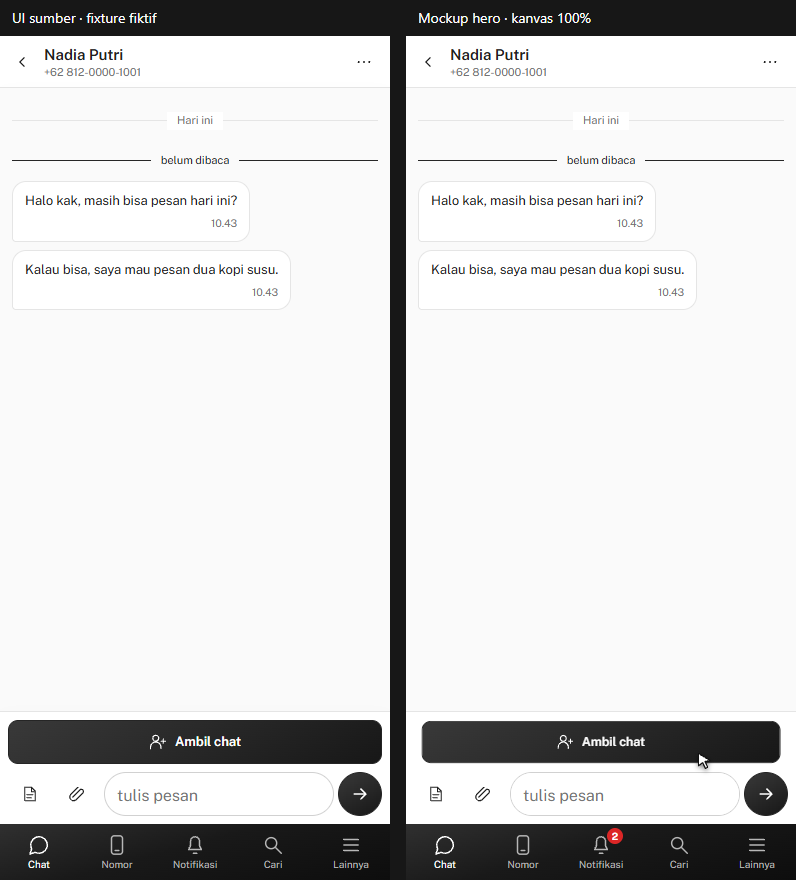 UI sumber · fixture fiktif
Nadia Putri
+62 812-0000-1001
Hari ini
belum dibaca
Halo kak, masih bisa pesan hari ini?
10.43
Kalau bisa, saya mau pesan dua kopi susu.
10.43
Ambil chat
tulis pesan
Chat
Nomor
Notifikasi
Cari
Lainnya
Mockup hero · kanvas 100%
Nadia Putri
+62 812-0000-1001
Hari ini
belum dibaca
Halo kak, masih bisa pesan hari ini?
10.43
Kalau bisa, saya mau pesan dua kopi susu.
10.43
Ambil chat
tulis pesan
2
Chat
Nomor
Notifikasi
Cari
Lainnya